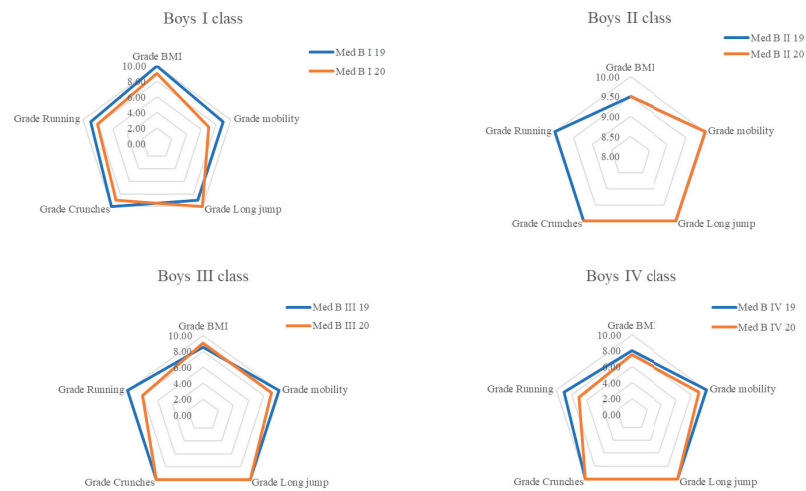 Boys I class
Med B I 19
Med B I 20
Grade BMI
10.00
8.00
6.00
4.00
2.00
0.00
Grade Running
Grade mobility
Grade Crunches
Grade Long jump
Boys II class
Med B II 19
Med B II 20
Grade BMI
10.00
9.50
9.00
8.50
8.00
Grade Running
Grade mobility
Grade Crunches
Grade Long jump
Boys III class
Med B III 19
Med B III 20
Grade BMI
10.00
8.00
6.00
4.00
2.00
0.00
Grade Running
Grade mobility
Grade Crunches
Grade Long jump
Boys IV class
Med B IV 19
Med B IV 20
Grade BMI
10.00
8.00
6.00
4.00
2.00
0.00
Grade Running
Grade mobility
Grade Crunches
Grade Long jump